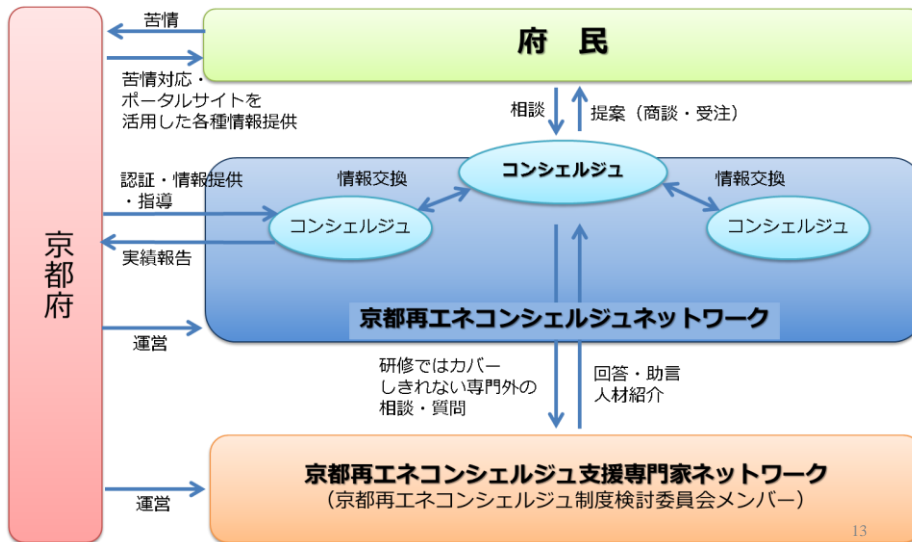 苦情
府　民
苦情対応・
ポータルサイトを
活用した各種情報提供
相談
提案（商談・受注）
認証・情報提供
・指導
情報交換
コンシェルジュ
情報交換
コンシェルジュ
コンシェルジュ
京都府
実績報告
京都再エネコンシェルジュネットワーク
運営
研修ではカバー
しきれない専門外の
相談・質問
回答・助言
人材紹介
京都再エネコンシェルジュ支援専門家ネットワーク
（京都再エネコンシェルジュ制度検討委員会メンバー）
運営
13